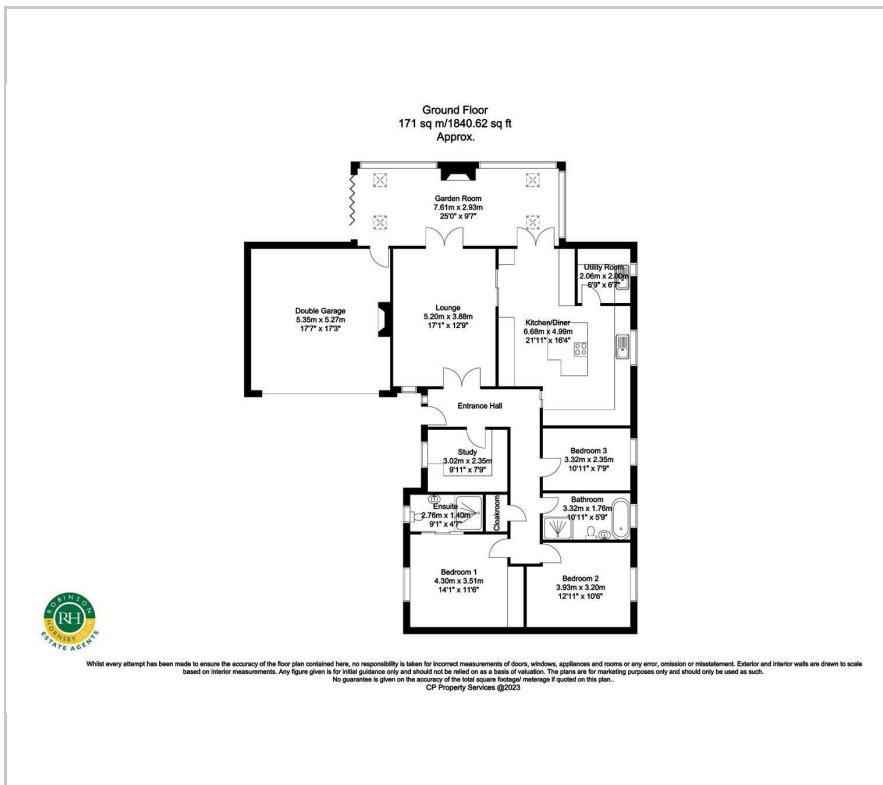 Ground Floor
171 sq m/1840.62 sq ft
Approx.
Garden Room
7.61m x 2.93m
25'0" x 9'7"
Utility Room
2.06m x 2.00m
6'9" x 6'7"
Double Garage
5.35m x 5.27m
17'7" x 17'3"
Lounge
5.20m x 3.88m
17'1" x 12'9"
Kitchen/Diner
6.68m x 4.99m
21'11" x 16'4"
Entrance Hall
Study
3.02m x 2.35m
9'11" x 7'9"
Bedroom 3
3.32m x 2.35m
10'11" x 7'9"
Ensuite
2.76m x 1.40m
9'1" x 4'7"
Cloakroom
Bathroom
3.32m x 1.76m
10'11" x 5'9"
Bedroom 1
4.30m x 3.51m
14'1" x 11'6"
Bedroom 2
3.93m x 3.20m
12'11" x 10'6"
ROBINSON
RH
HORNSBY
ESTATE AGENTS
Whilst every attempt has been made to ensure the accuracy of the floor plan contained here, no responsibility is taken for incorrect measurements of doors, windows, appliances and rooms or any error, omission or misstatement. Exterior and interior walls are drawn to scale
based on interior measurements. Any figure given is for initial guidance only and should not be relied on as a basis of valuation. The plans are for marketing purposes only and should only be used as such.
No guarantee is given on the accuracy of the total square footage/ meterage if quoted on this plan..
CP Property Services @2023